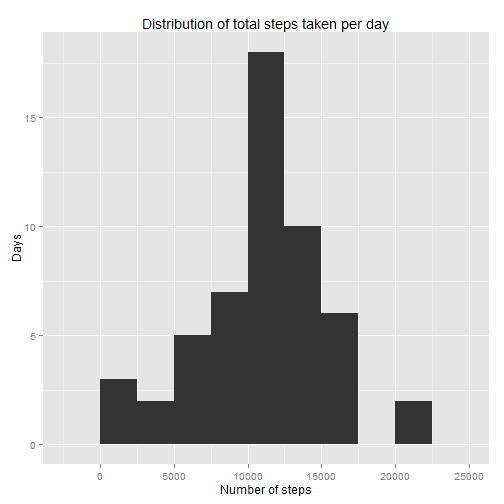 Distribution of total steps taken per day
Days
15
10
5
0
0 5000 10000 15000 20000 25000
Number of steps